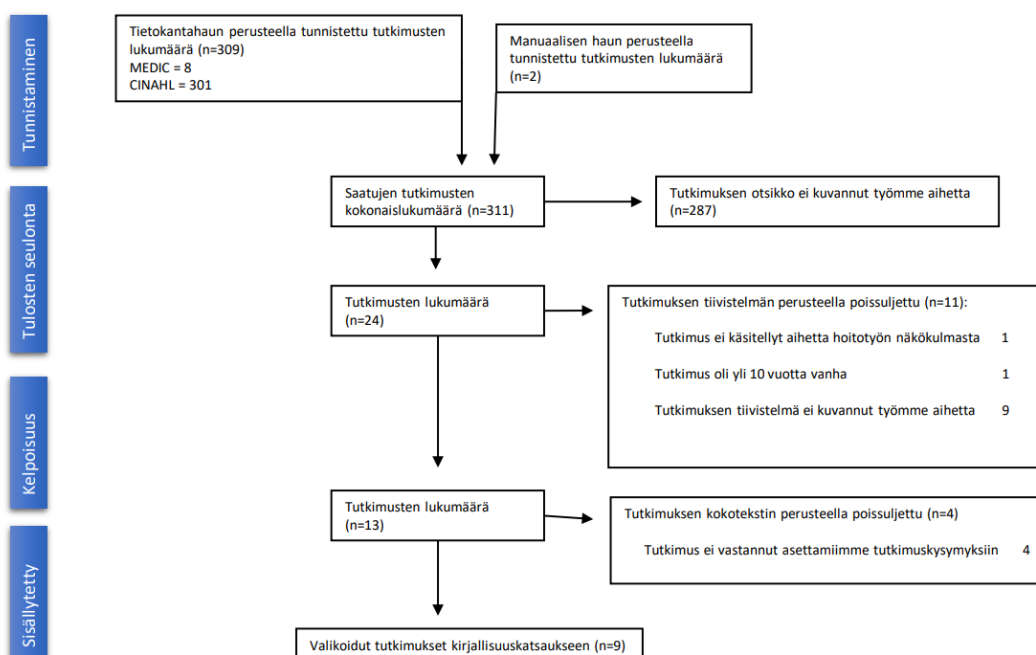 Tunnistaminen
Tietokantahaun perusteella tunnistettu tutkimusten
lukumäärä (n=309)
MEDIC = 8
CINAHL = 301
Manuaalisen haun perusteella
tunnistettu tutkimusten lukumäärä
(n=2)
Tulosten seulonta
Saatujen tutkimusten
kokonaislukumäärä (n=311)
Tutkimuksen otsikko ei kuvannut työmme aihetta
(n=287)
Tutkimusten lukumäärä
(n=24)
Tutkimuksen tiivistelmän perusteella poissuljettu (n=11):
Tutkimus ei käsitellyt aihetta hoitotyön näkökulmasta 1
Tutkimus oli yli 10 vuotta vanha 1
Tutkimuksen tiivistelmä ei kuvannut työmme aihetta 9
Kelpoisuus
Tutkimusten lukumäärä
(n=13)
Tutkimuksen kokotekstin perusteella poissuljettu (n=4)
Tutkimus ei vastannut asettamiimme tutkimuskysymyksiin 4
Sisällytetty
Valikoidut tutkimukset kirjallisuuskatsaukseen (n=9)